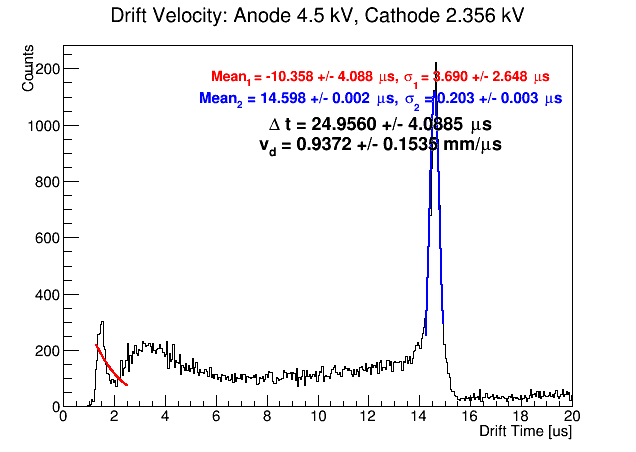 Drift Velocity: Anode 4.5 kV, Cathode 2.356 kV
Counts
Mean₁ = -10.358 +/- 4.088 μs, σ₁ = 3.690 +/- 2.648 μs
Mean₂ = 14.598 +/- 0.002 μs, σ₂ = 0.203 +/- 0.003 μs
Δ t = 24.9560 +/- 4.0885 μs
v_d = 0.9372 +/- 0.1535 mm/μs
1200
1000
800
600
400
200
0
0 2 4 6 8 10 12 14 16 18 20
Drift Time [us]